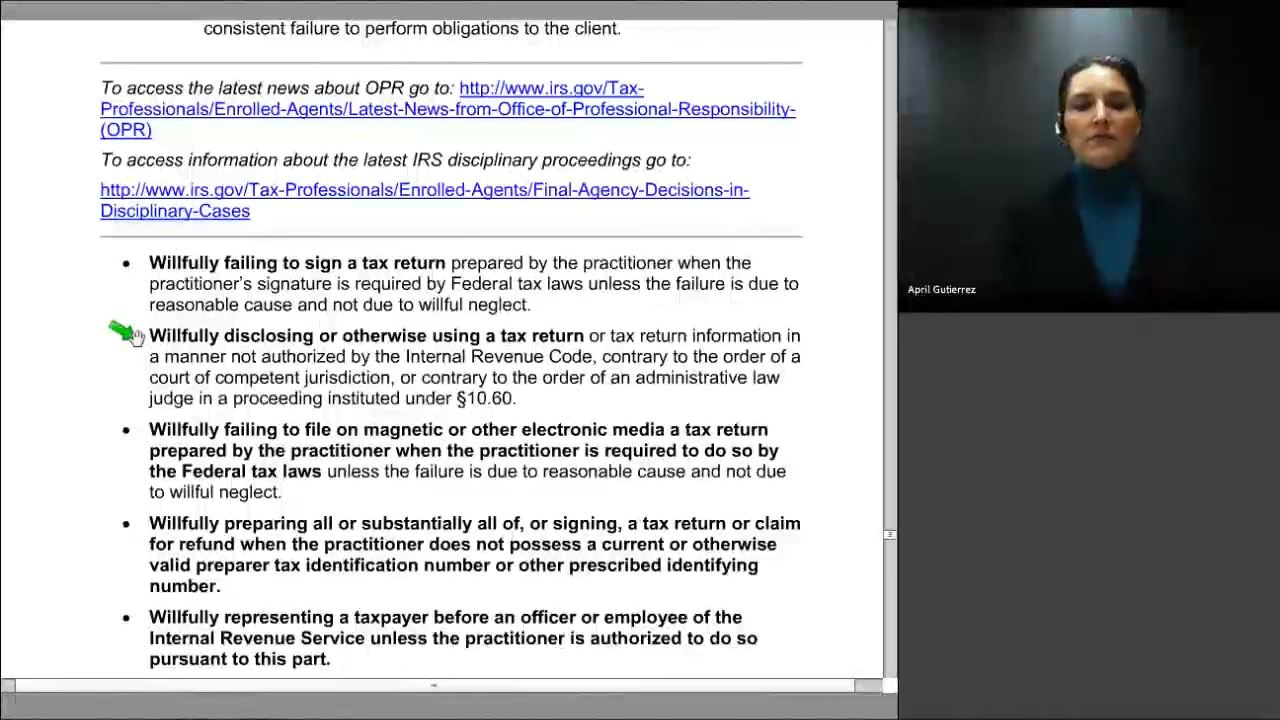 consistent failure to perform obligations to the client.
To access the latest news about OPR go to: http://www.irs.gov/Tax-
Professionals/Enrolled-Agents/Latest-News-from-Office-of-Professional-Responsibility-
(OPR)
To access information about the latest IRS disciplinary proceedings go to:
http://www.irs.gov/Tax-Professionals/Enrolled-Agents/Final-Agency-Decisions-in-
Disciplinary-Cases
• Willfully failing to sign a tax return prepared by the practitioner when the
practitioner's signature is required by Federal tax laws unless the failure is due to
reasonable cause and not due to willful neglect.
Willfully disclosing or otherwise using a tax return or tax return information in
a manner not authorized by the Internal Revenue Code, contrary to the order of a
court of competent jurisdiction, or contrary to the order of an administrative law
judge in a proceeding instituted under §10.60.
• Willfully failing to file on magnetic or other electronic media a tax return
prepared by the practitioner when the practitioner is required to do so by
the Federal tax laws unless the failure is due to reasonable cause and not due
to willful neglect.
• Willfully preparing all or substantially all of, or signing, a tax return or claim
for refund when the practitioner does not possess a current or otherwise
valid preparer tax identification number or other prescribed identifying
number.
• Willfully representing a taxpayer before an officer or employee of the
Internal Revenue Service unless the practitioner is authorized to do so
pursuant to this part.
April Gutierrez